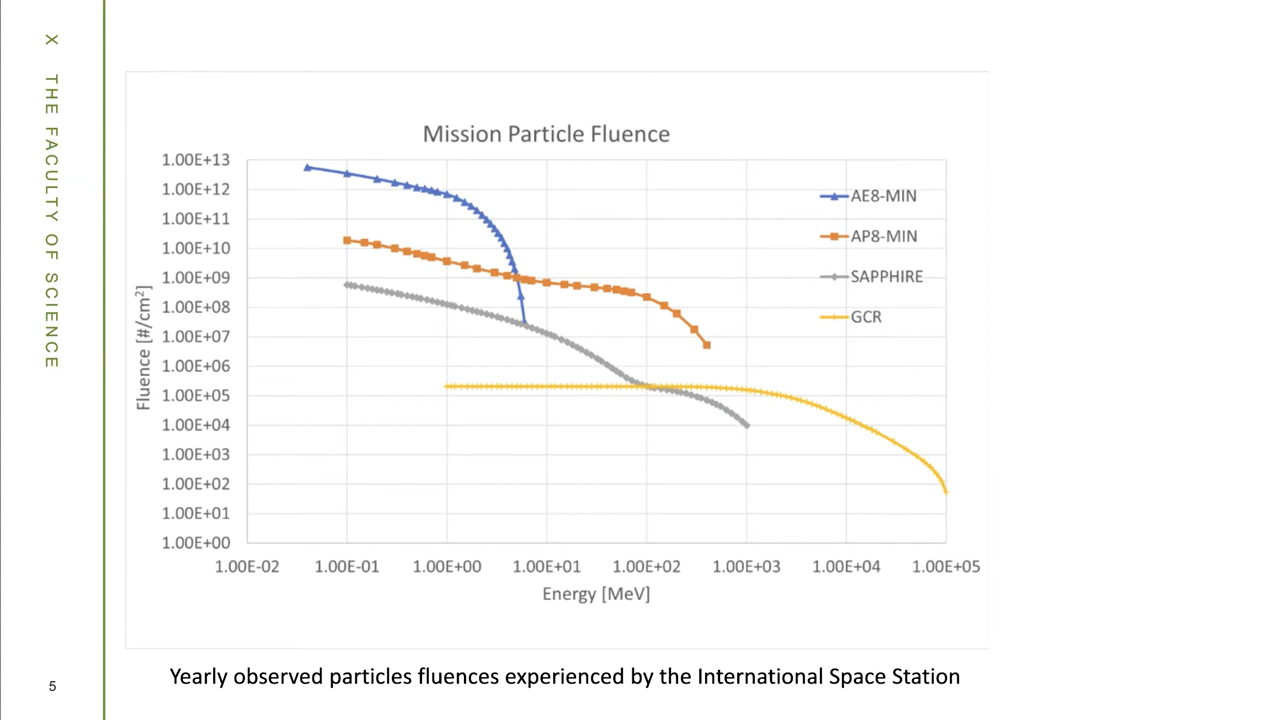 X THE FACULTY OF SCIENCE
Mission Particle Fluence
1.00E+13
1.00E+12
1.00E+11
1.00E+10
1.00E+09
1.00E+08
1.00E+07
1.00E+06
1.00E+05
1.00E+04
1.00E+03
1.00E+02
1.00E+01
1.00E+00
Fluence [#/cm²]
AE8-MIN
AP8-MIN
SAPPHIRE
GCR
1.00E-02 1.00E-01 1.00E+00 1.00E+01 1.00E+02 1.00E+03 1.00E+04 1.00E+05
Energy [MeV]
Yearly observed particles fluences experienced by the International Space Station
5